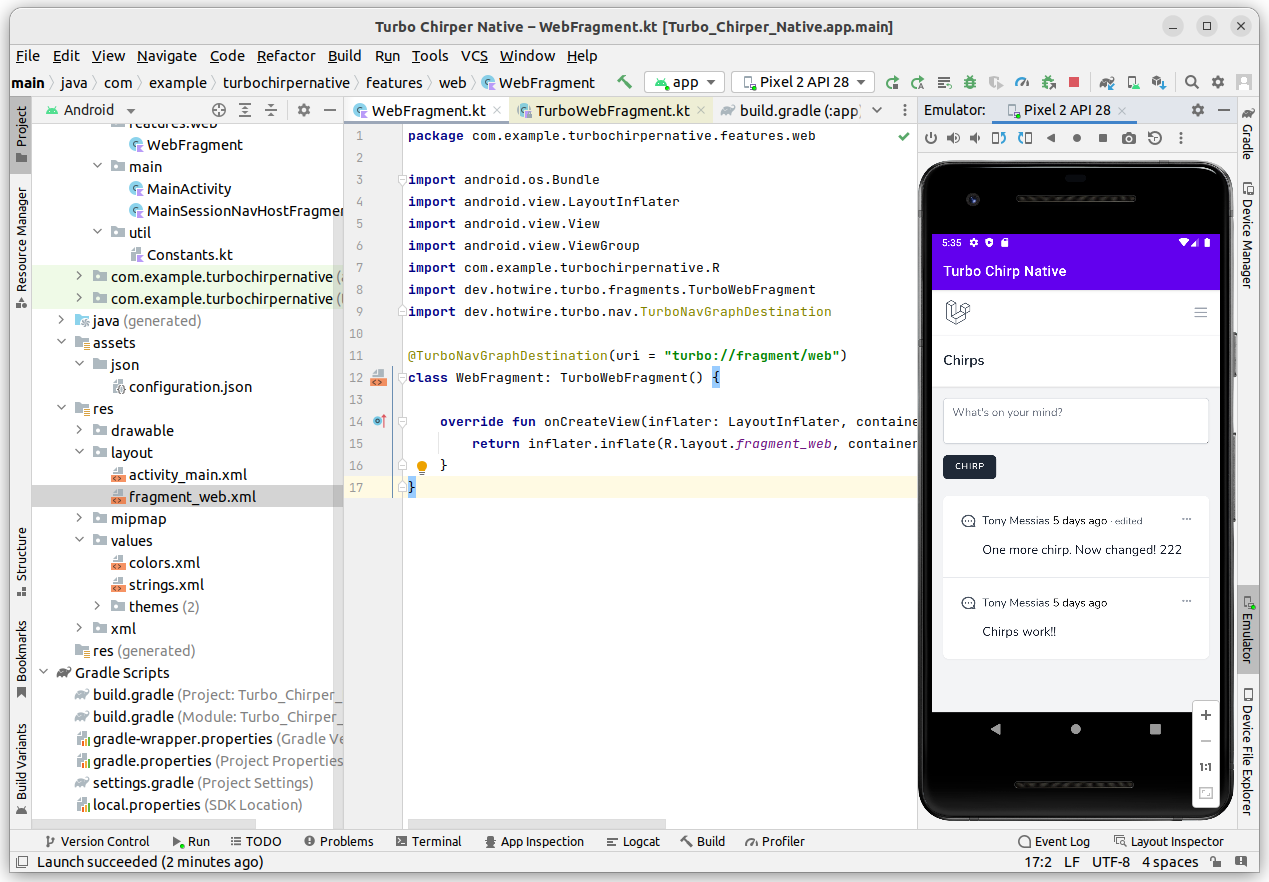 Turbo Chirper Native – WebFragment.kt [Turbo_Chirper_Native.app.main]
File Edit View Navigate Code Refactor Build Run Tools VCS Window Help
main java com example turbochirpernative features web WebFragment app Pixel 2 API 28
Project
Resource Manager
Structure
Bookmarks
Build Variants
Android
features.web
WebFragment
main
MainActivity
MainSessionNavHostFragmen
util
Constants.kt
com.example.turbochirpernative
com.example.turbochirpernative
java (generated)
assets
json
configuration.json
res
drawable
layout
activity_main.xml
fragment_web.xml
mipmap
values
colors.xml
strings.xml
themes (2)
xml
res (generated)
Gradle Scripts
build.gradle (Project: Turbo_Chirper_
build.gradle (Module: Turbo_Chirper_
gradle-wrapper.properties (Gradle Ve
gradle.properties (Project Properties
settings.gradle (Project Settings)
local.properties (SDK Location)
WebFragment.kt TurboWebFragment.kt build.gradle (:app)
1 package com.example.turbochirpernative.features.web
2
3 import android.os.Bundle
4 import android.view.LayoutInflater
5 import android.view.View
6 import android.view.ViewGroup
7 import com.example.turbochirpernative.R
8 import dev.hotwire.turbo.fragments.TurboWebFragment
9 import dev.hotwire.turbo.nav.TurboNavGraphDestination
10
11 @TurboNavGraphDestination(uri = "turbo://fragment/web")
12 class WebFragment: TurboWebFragment() {
13
14 override fun onCreateView(inflater: LayoutInflater, containe
15 return inflater.inflate(R.layout.fragment_web, container
16 }
17 }
Emulator: Pixel 2 API 28
5:35
Turbo Chirp Native
Chirps
What's on your mind?
CHIRP
Tony Messias 5 days ago · edited ...
One more chirp. Now changed! 222
Tony Messias 5 days ago ...
Chirps work!!
1:1
Gradle
Device Manager
Emulator
Device File Explorer
Version Control Run TODO Problems Terminal App Inspection Logcat Build Profiler Event Log Layout Inspector
Launch succeeded (2 minutes ago) 17:2 LF UTF-8 4 spaces